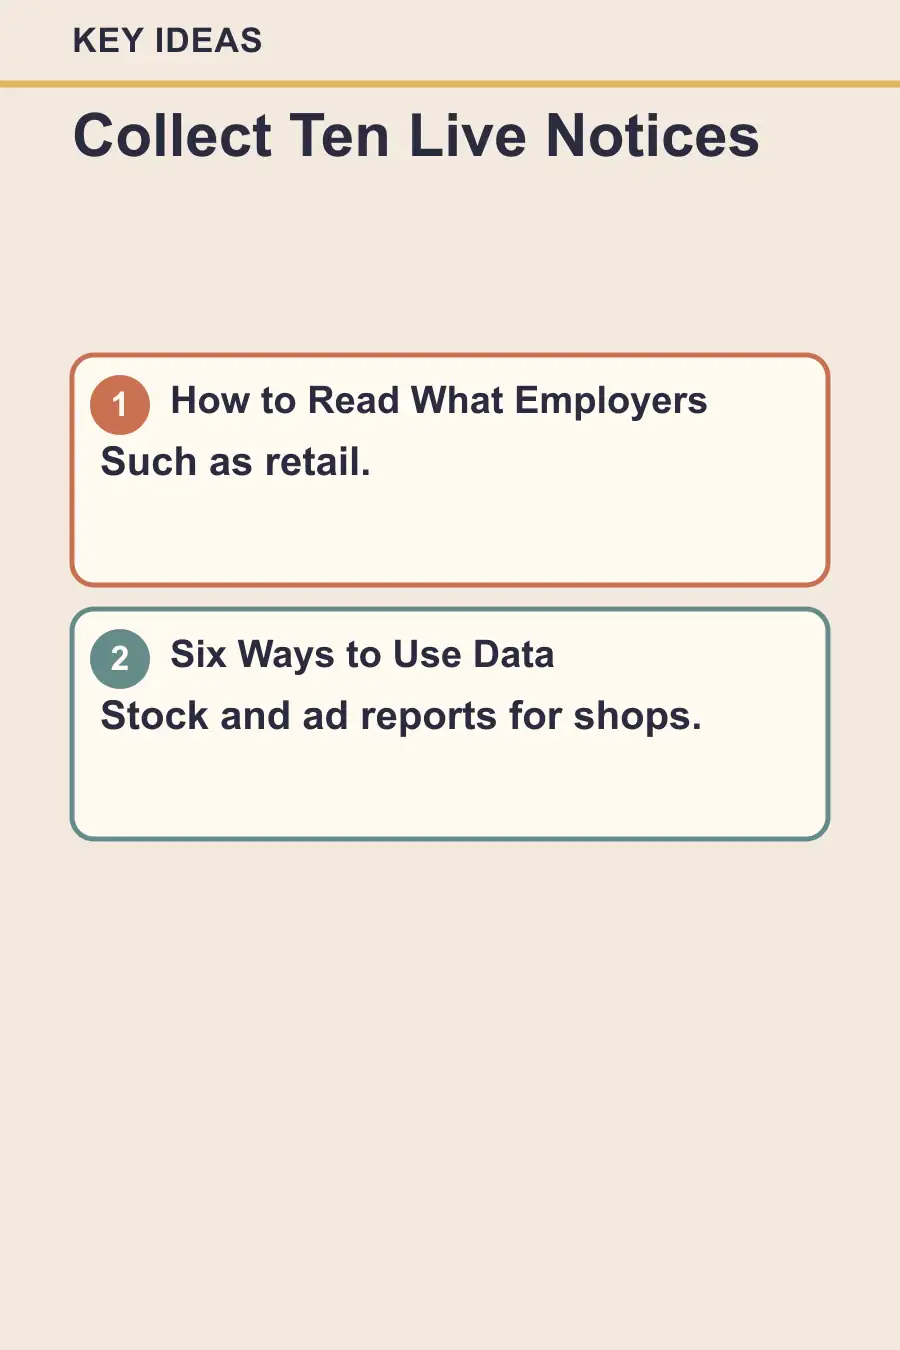 KEY IDEAS
Collect Ten Live Notices
1 How to Read What Employers
Such as retail.
2 Six Ways to Use Data
Stock and ad reports for shops.